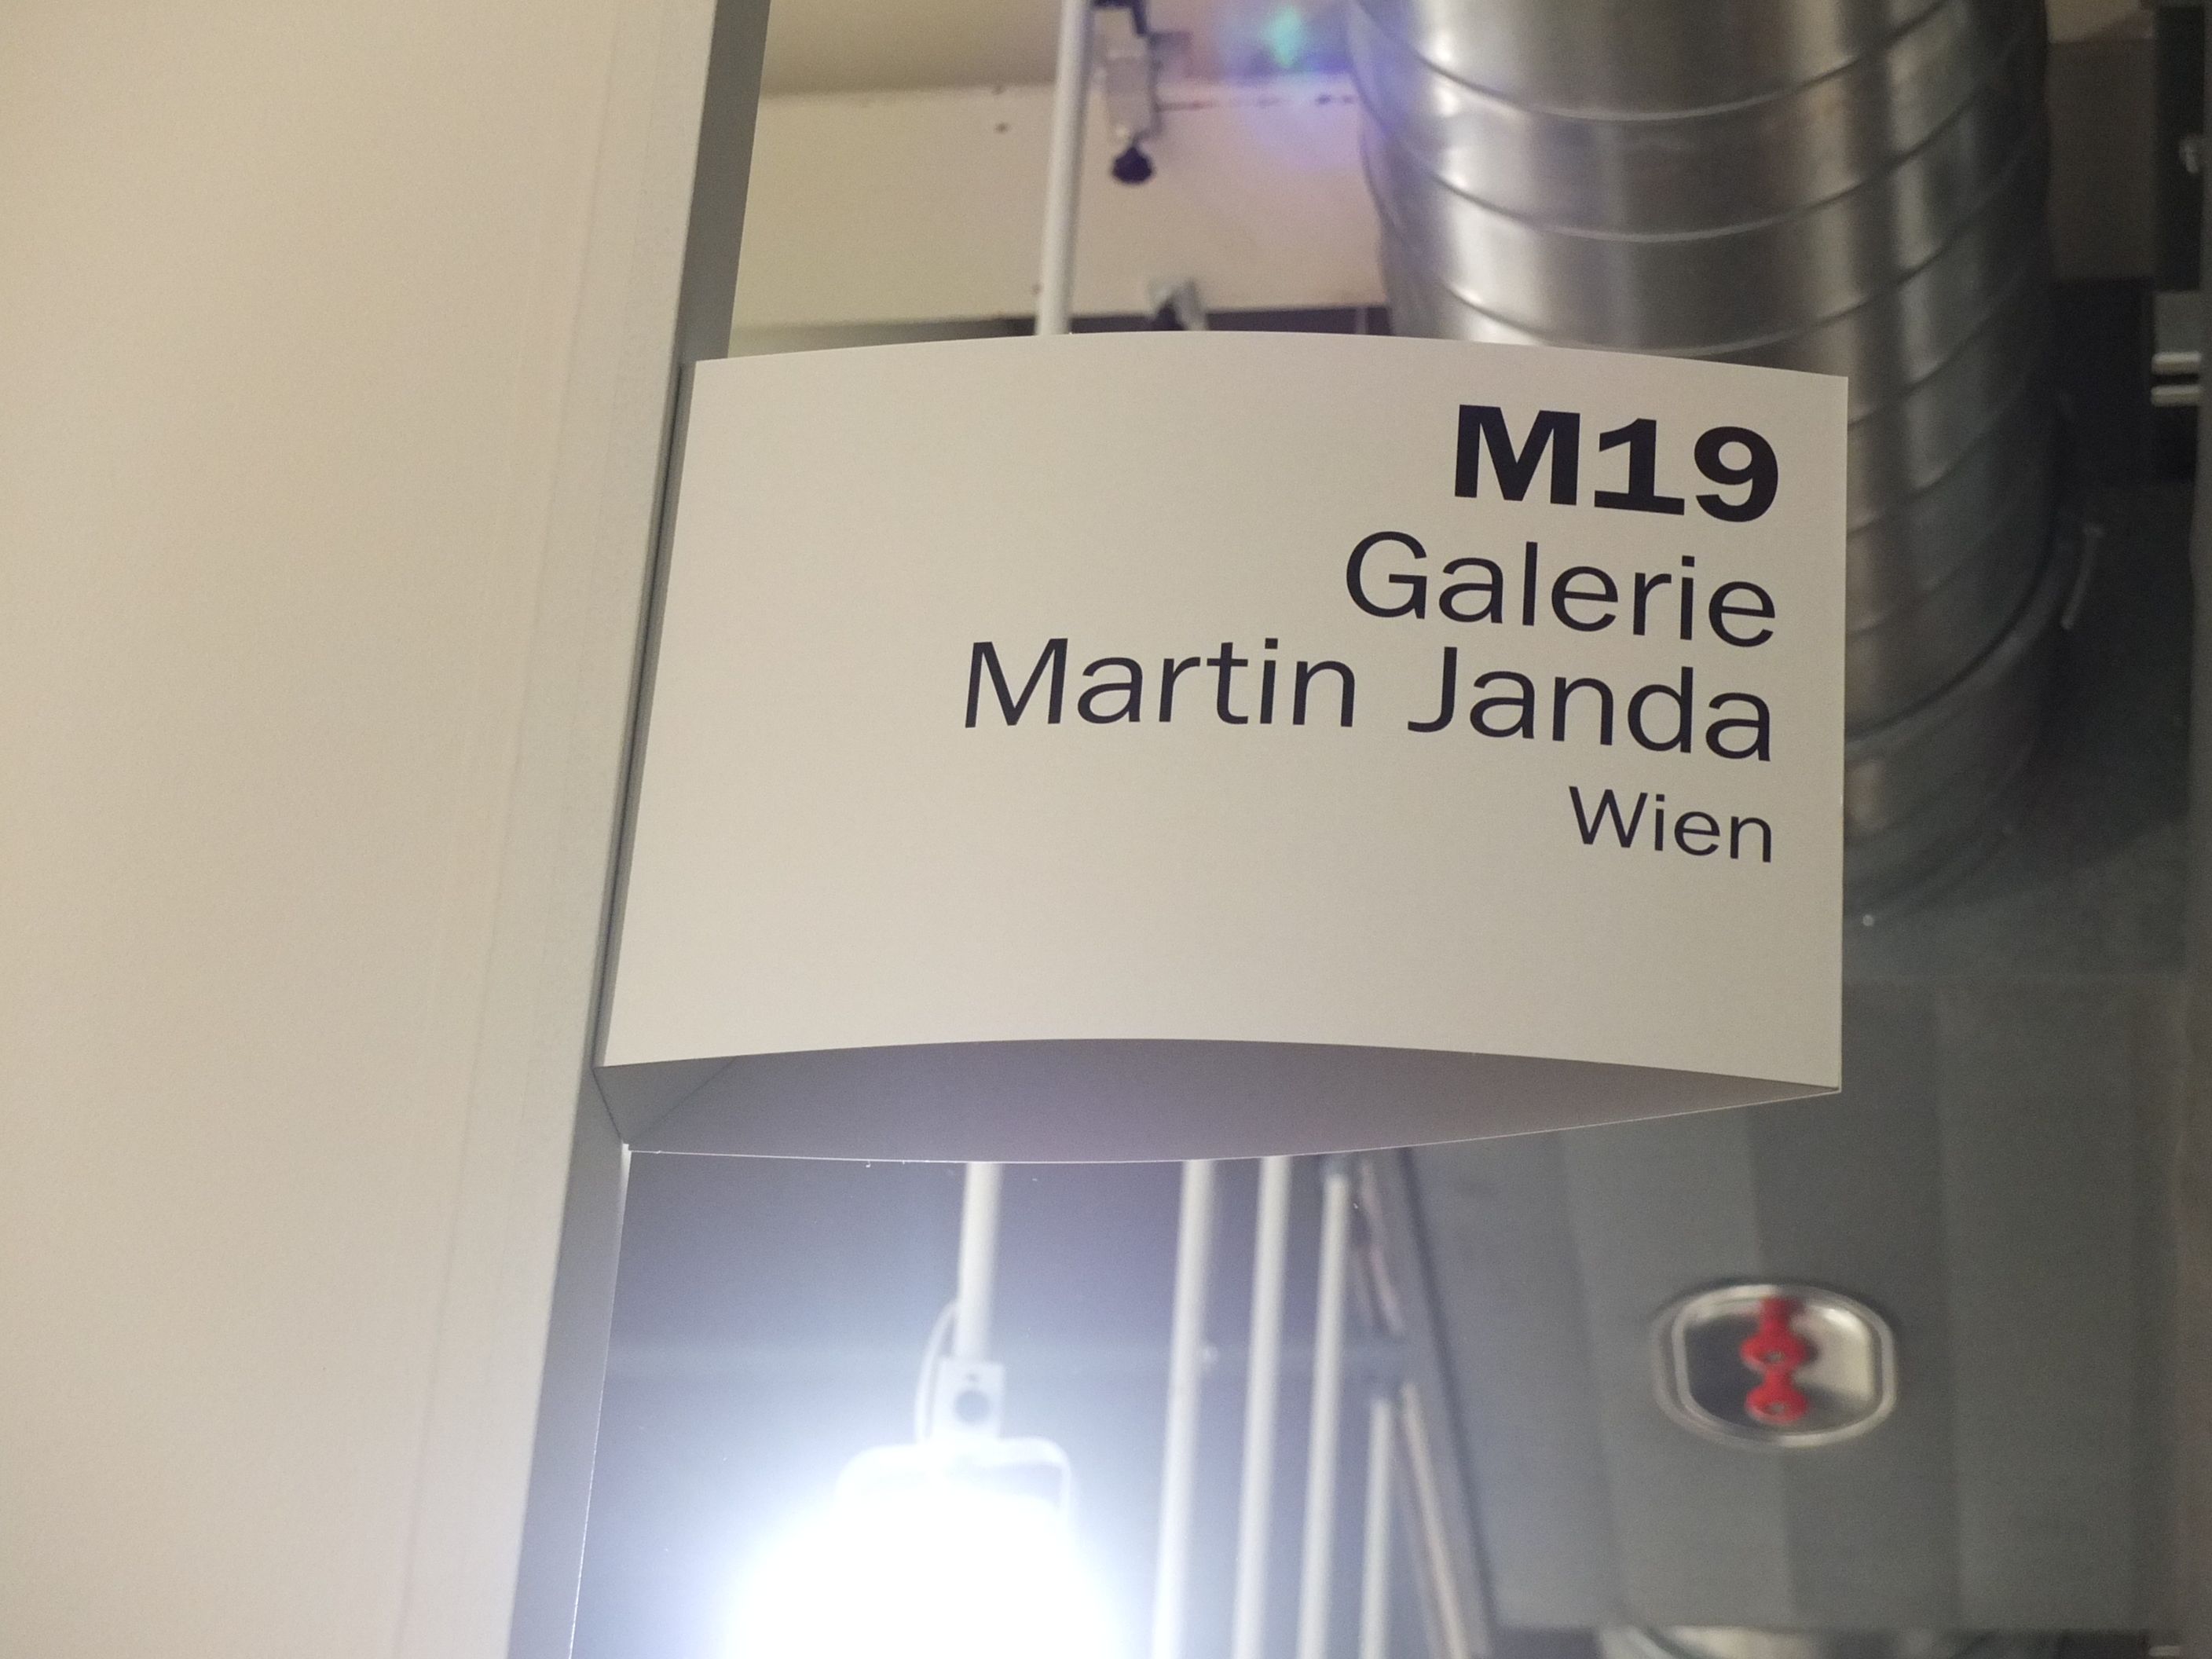 M19
Galerie
Martin Janda
Wien